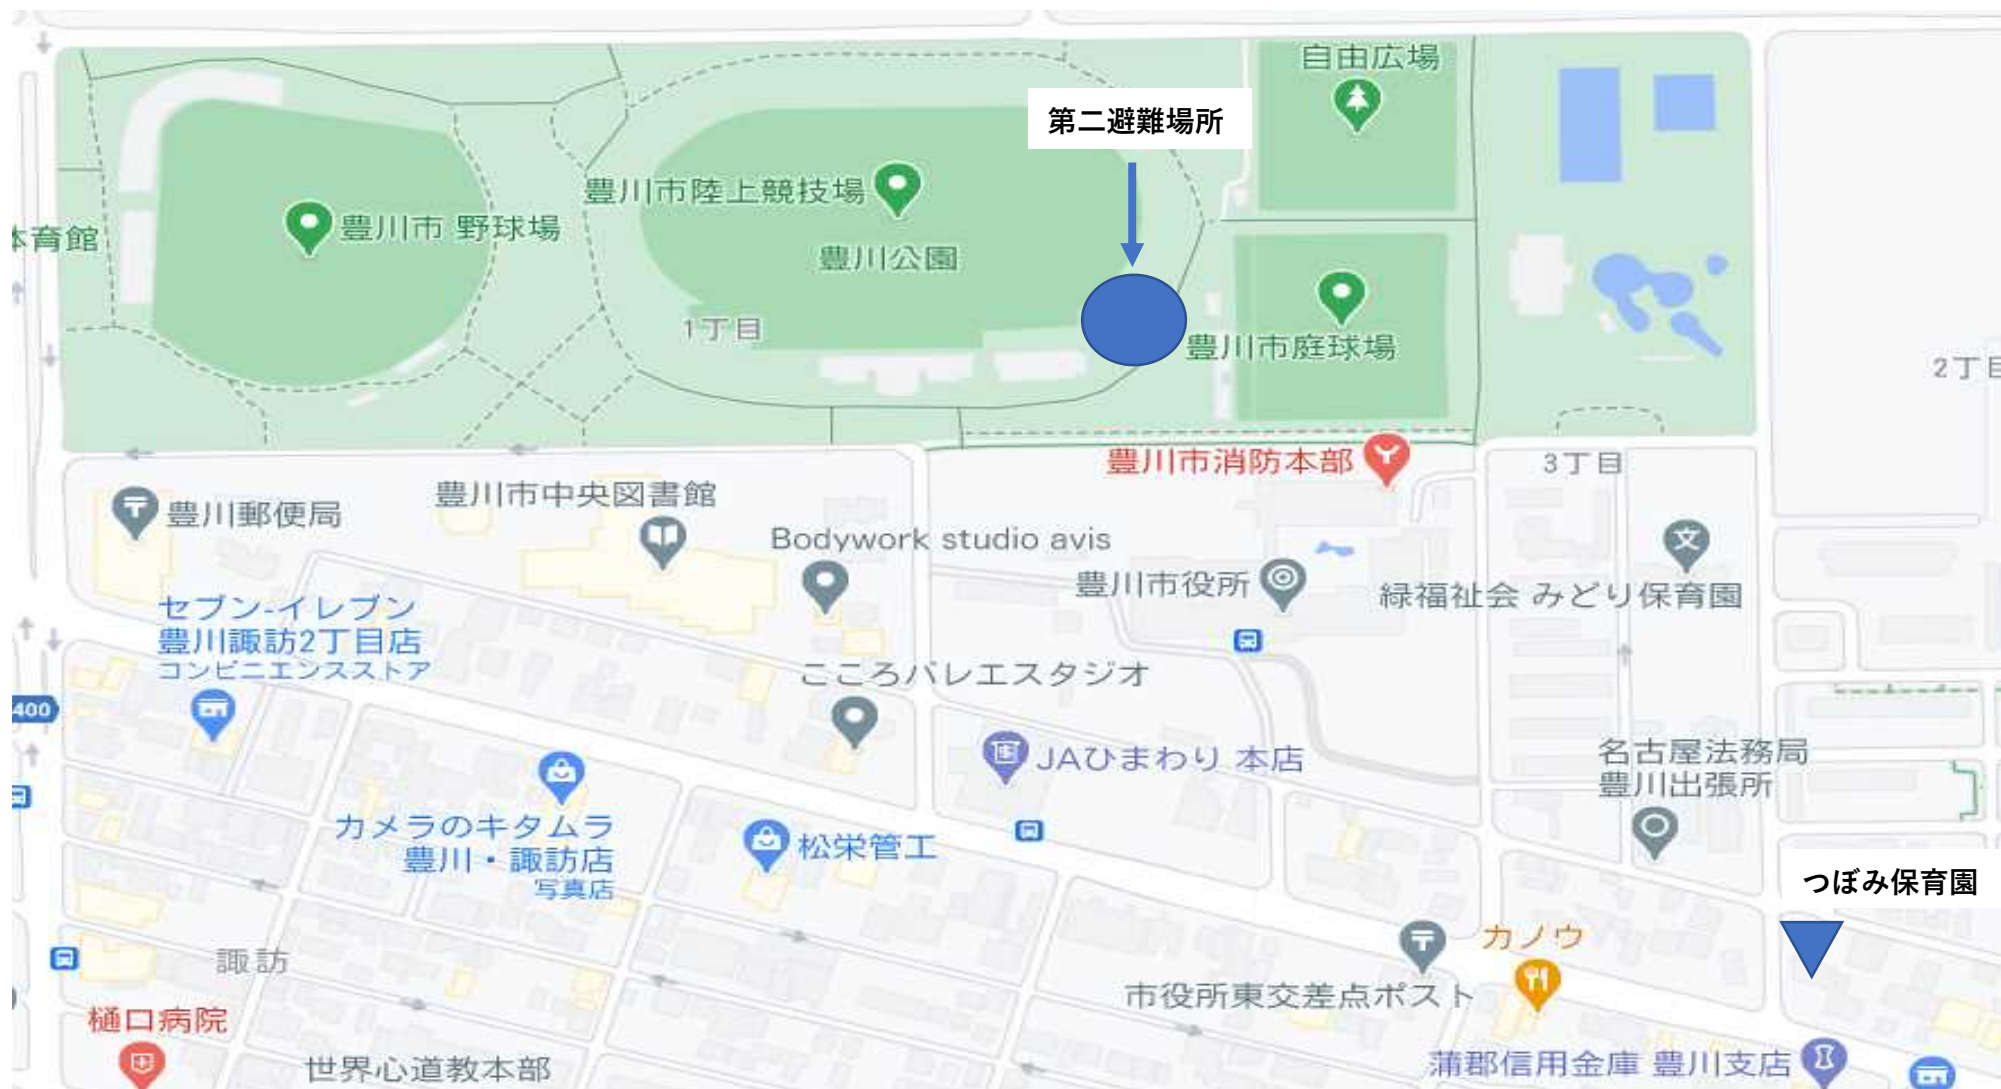 自由広場
第二避難場所
豊川市陸上競技場
豊川市 野球場
体育館
豊川公園
1丁目
豊川市庭球場
2丁目
豊川市消防本部
3丁目
豊川郵便局
豊川市中央図書館
Bodywork studio avis
豊川市役所
緑福祉会 みどり保育園
セブン-イレブン
豊川諏訪2丁目店
コンビニエンスストア
こころバレエスタジオ
400
JAひまわり 本店
名古屋法務局
豊川出張所
カメラのキタムラ
豊川・諏訪店
写真店
松栄管工
つぼみ保育園
諏訪
カノウ
市役所東交差点ポスト
樋口病院
世界心道教本部
蒲郡信用金庫 豊川支店